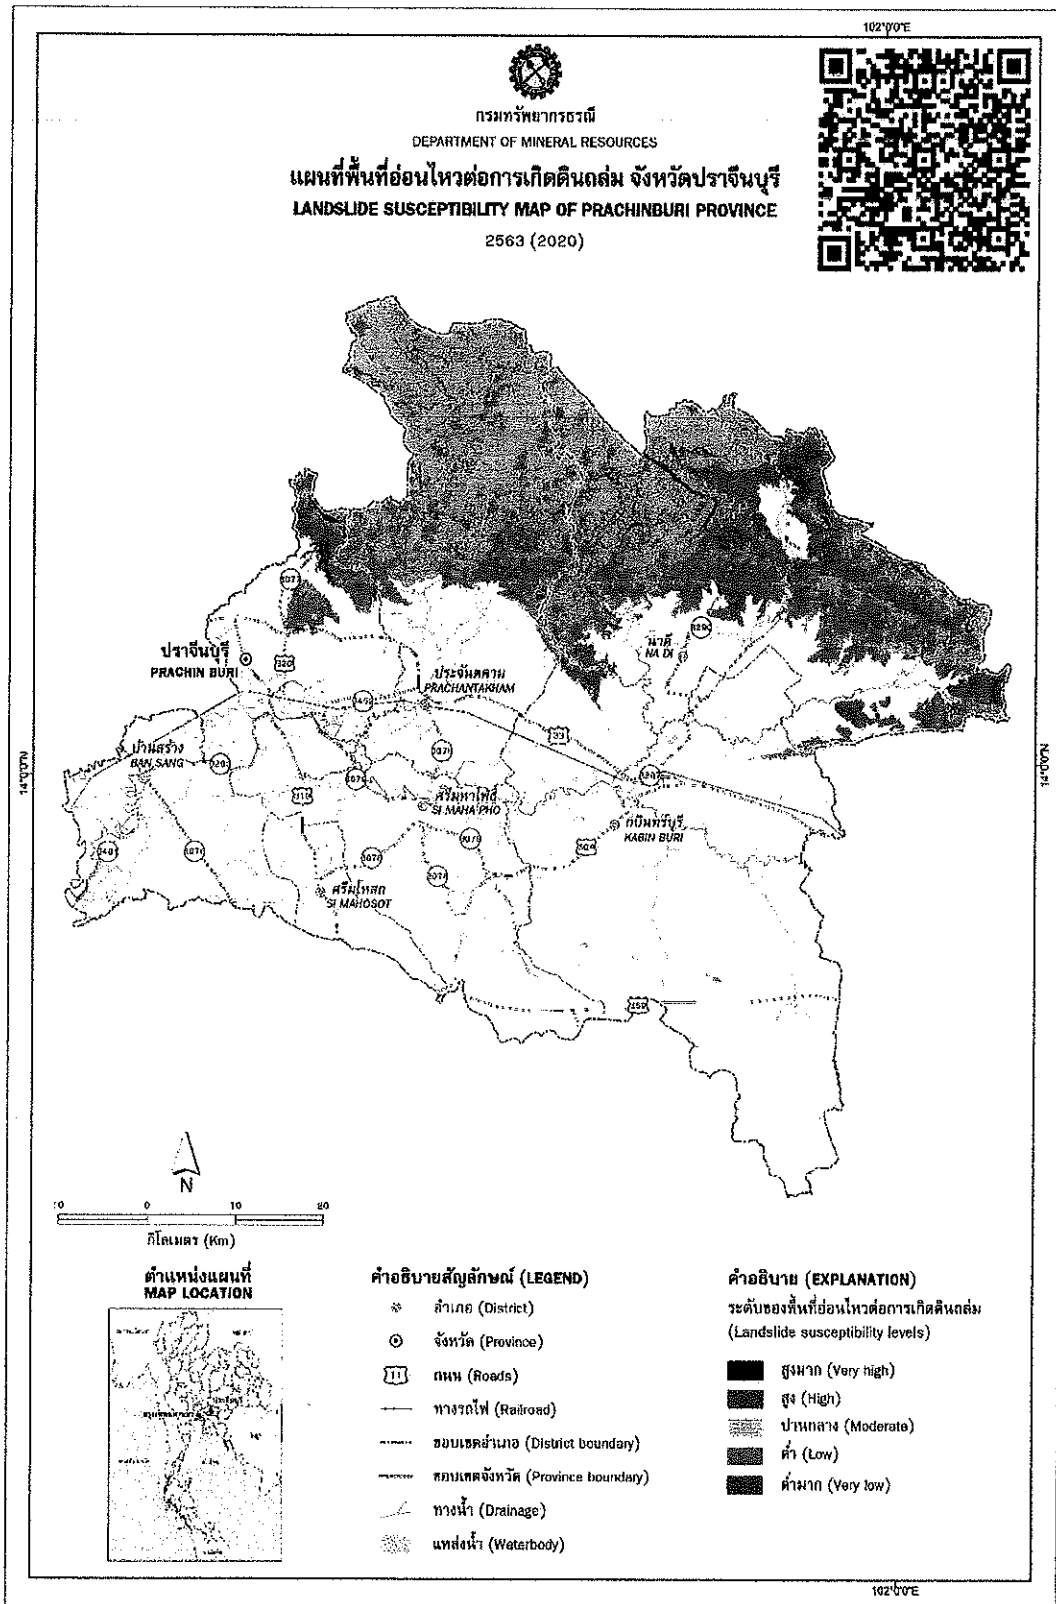 102°0'0"E
กรมทรัพยากรธรณี
DEPARTMENT OF MINERAL RESOURCES
แผนที่พื้นที่อ่อนไหวต่อการเกิดดินถล่ม จังหวัดปราจีนบุรี
LANDSLIDE SUSCEPTIBILITY MAP OF PRACHINBURI PROVINCE
2563 (2020)
ปราจีนบุรี
PRACHIN BURI
320
ประจันตคาม
PRACHANTAKHAM
นาดี
NA DI
33
บ้านสร้าง
BAN SANG
ศรีมหาโพธิ
SI MAHA PHO
กบินทร์บุรี
KABIN BURI
304
ศรีมโหสถ
SI MAHOSOT
359
14°0'0"N
14°0'0"N
N
10 0 10 20
กิโลเมตร (Km)
ตำแหน่งแผนที่
MAP LOCATION
คำอธิบายสัญลักษณ์ (LEGEND)
อำเภอ (District)
จังหวัด (Province)
11 ถนน (Roads)
ทางรถไฟ (Railroad)
ขอบเขตอำเภอ (District boundary)
ขอบเขตจังหวัด (Province boundary)
ทางน้ำ (Drainage)
แหล่งน้ำ (Waterbody)
คำอธิบาย (EXPLANATION)
ระดับของพื้นที่อ่อนไหวต่อการเกิดดินถล่ม
(Landslide susceptibility levels)
สูงมาก (Very high)
สูง (High)
ปานกลาง (Moderate)
ต่ำ (Low)
ต่ำมาก (Very low)
102°0'0"E